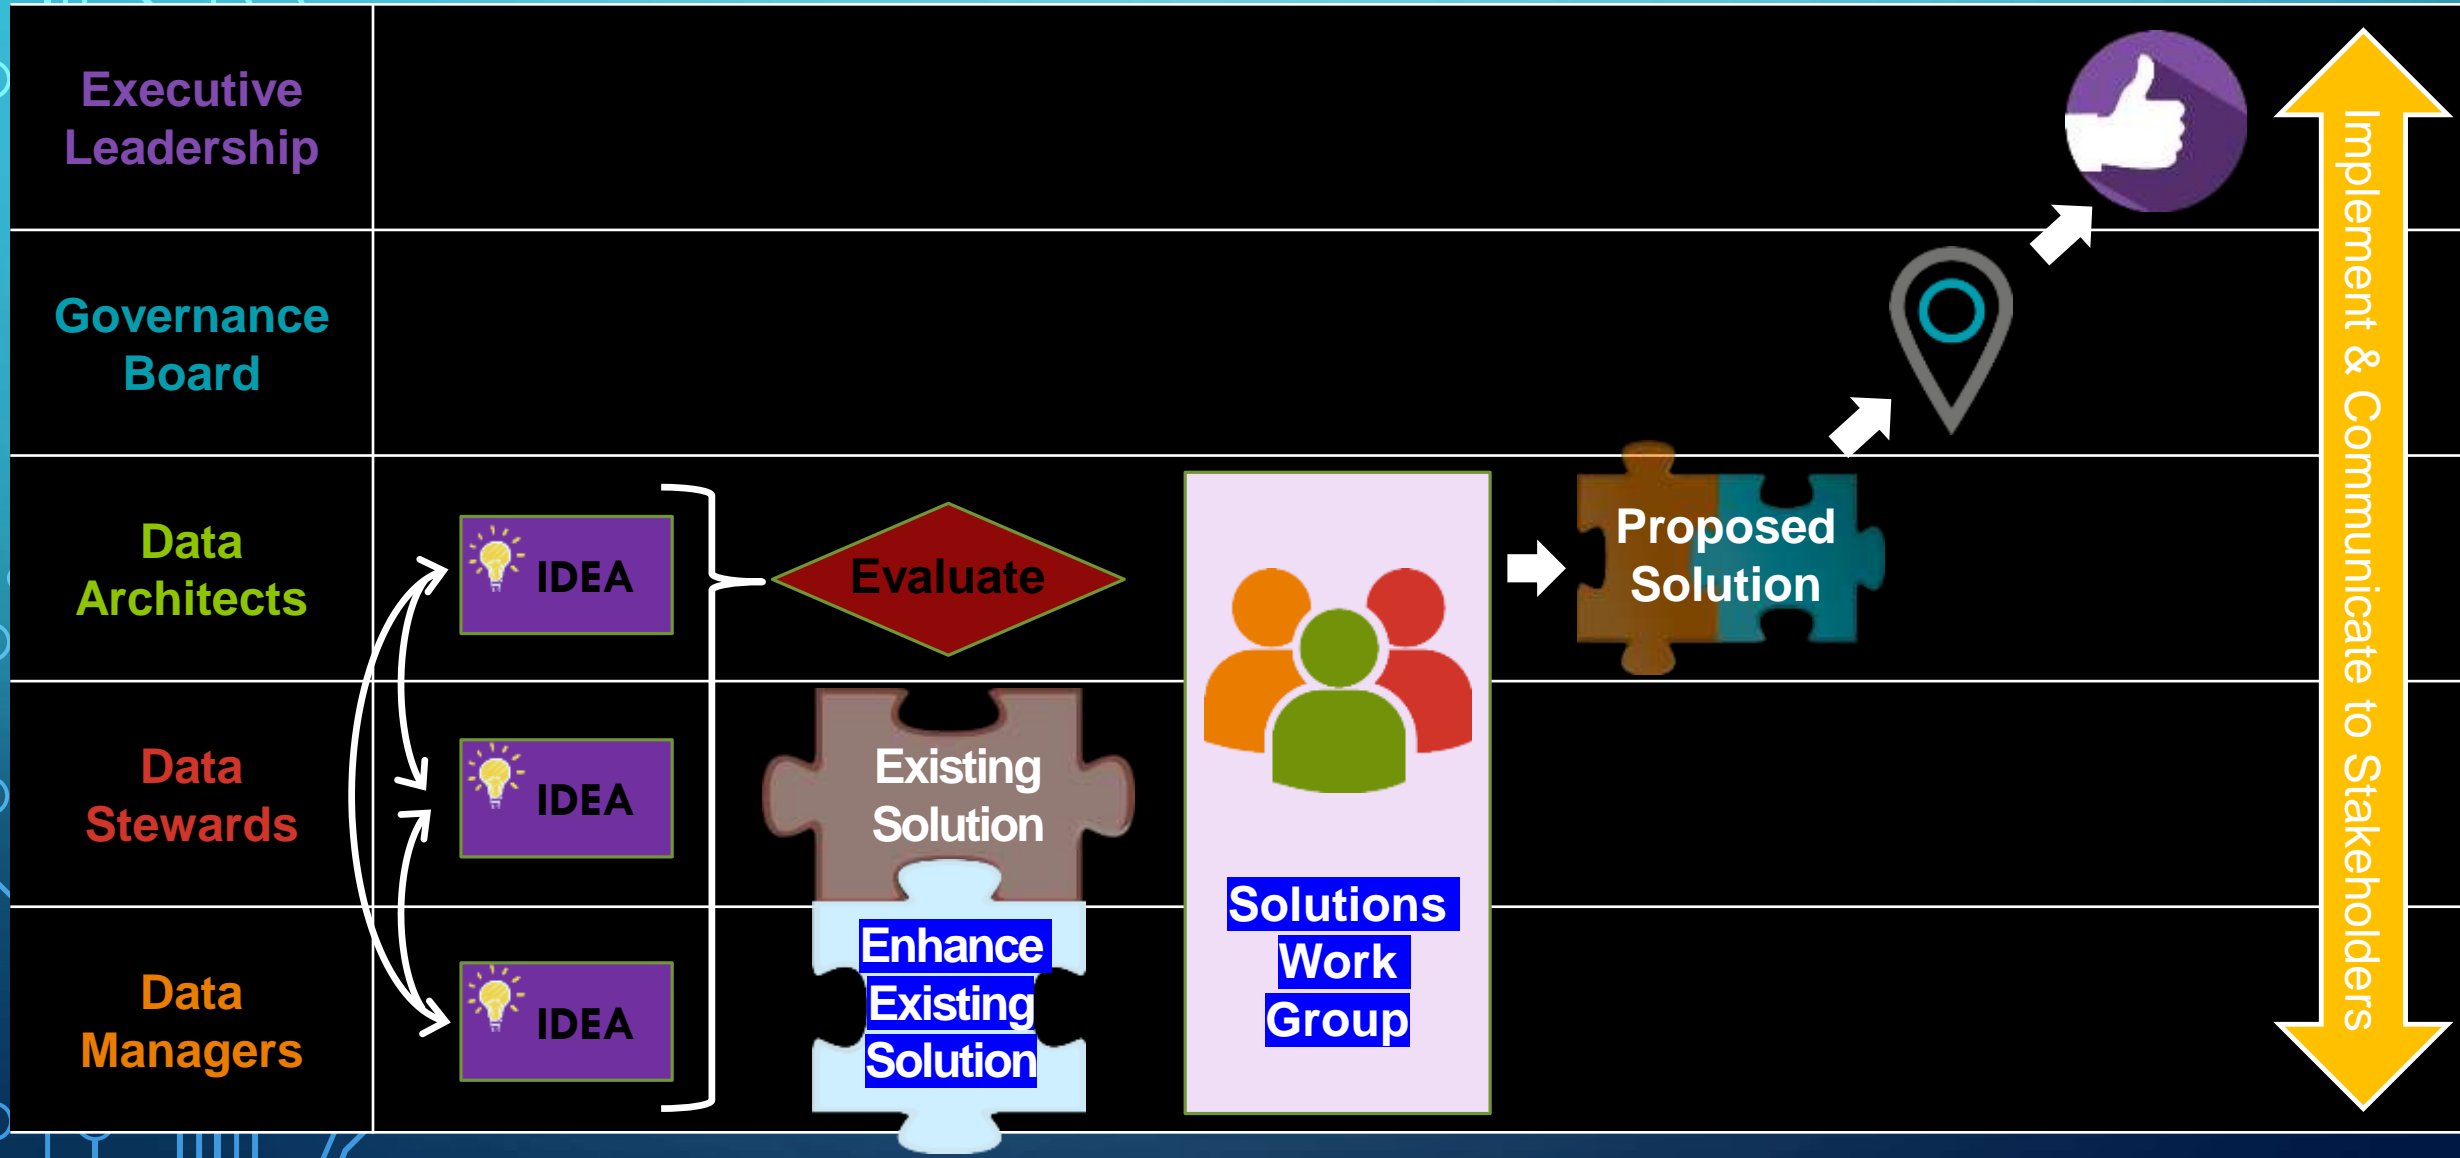 Executive
Leadership
Governance
Board
Data
Architects
IDEA
Evaluate
Proposed
Solution
Data
Stewards
IDEA
Existing
Solution
Data
Managers
IDEA
Enhance
Existing
Solution
Solutions
Work
Group
Implement & Communicate to Stakeholders